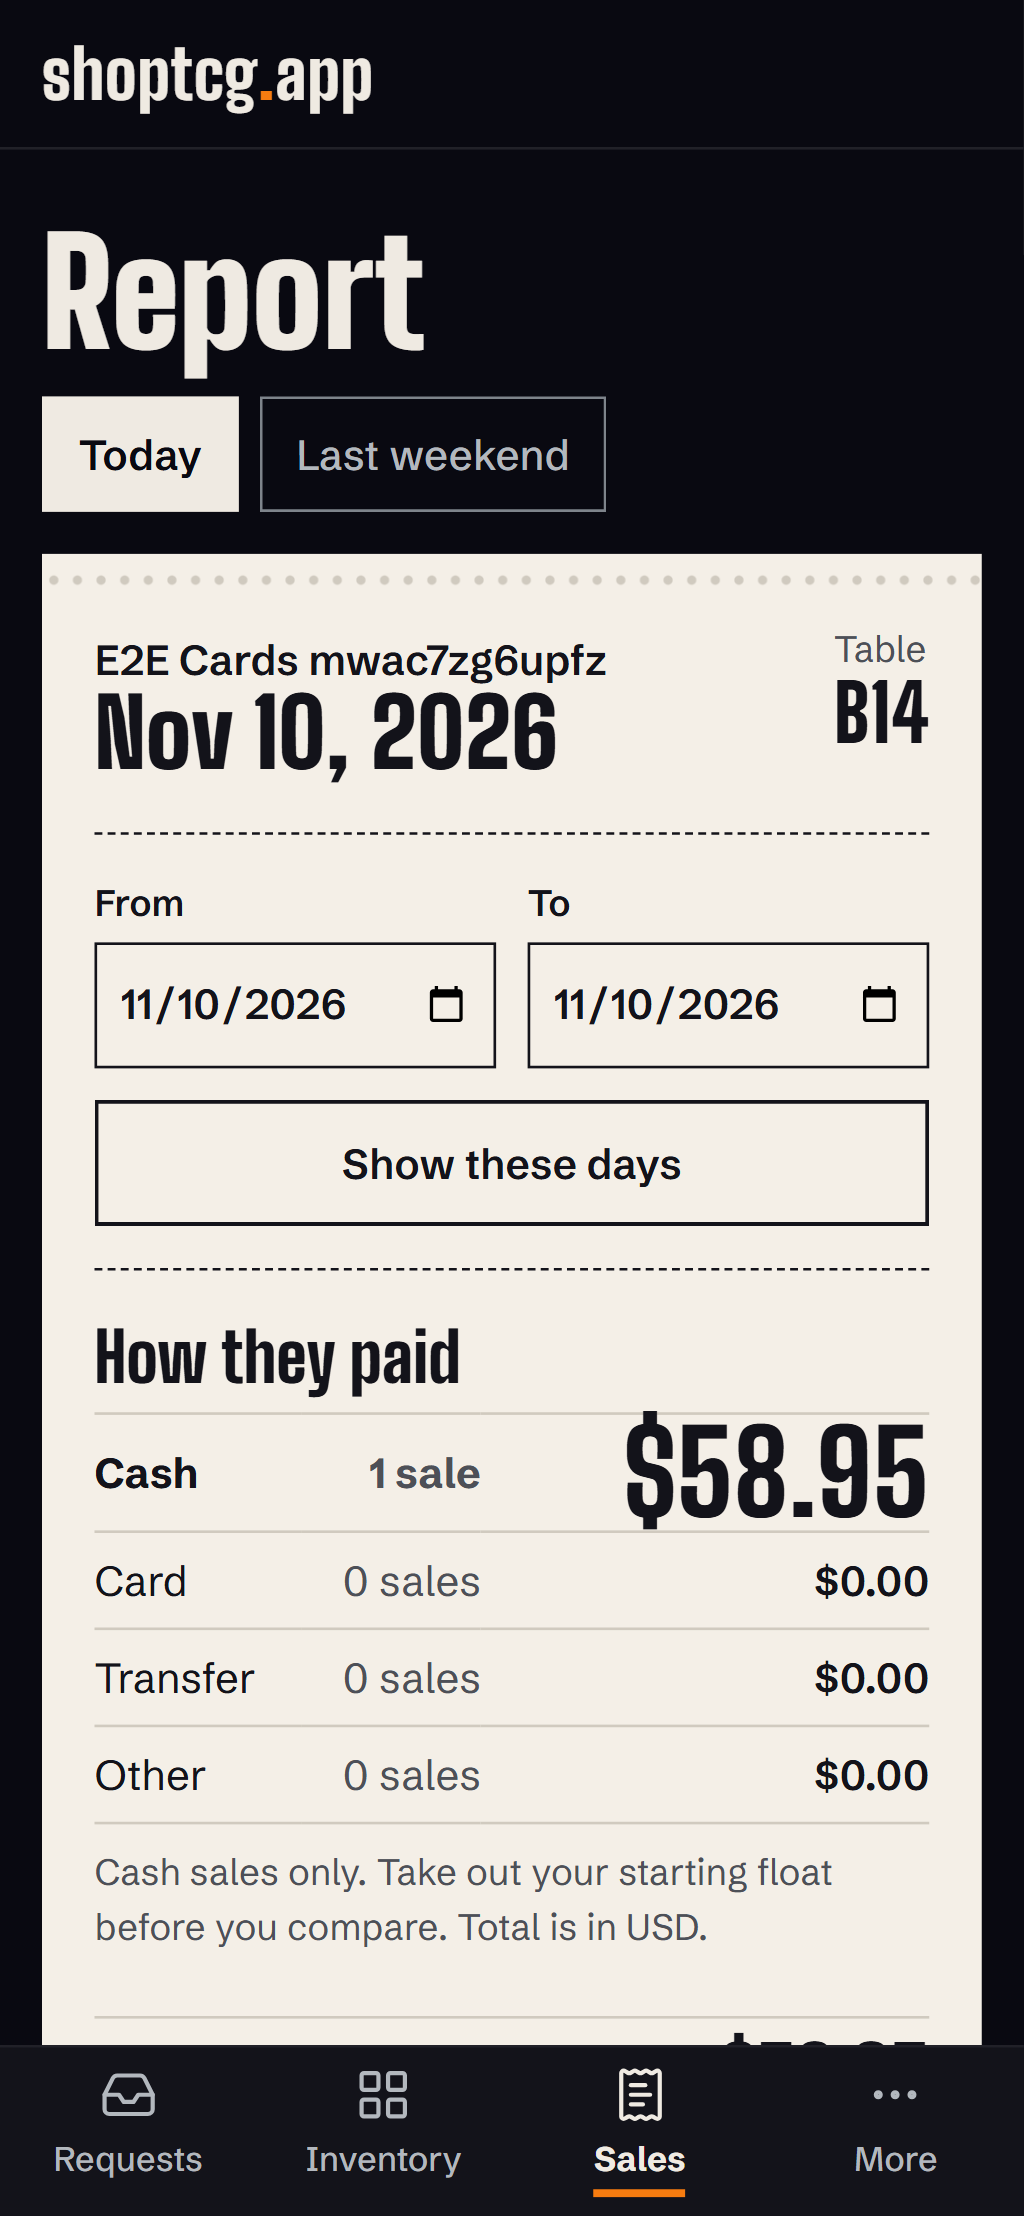 shoptcg.app
Report
Today
Last weekend
E2E Cards mwac7zg6upfz
Nov 10, 2026
Table
B14
From
To
11/10/2026
11/10/2026
Show these days
How they paid
Cash 1 sale $58.95
Card 0 sales $0.00
Transfer 0 sales $0.00
Other 0 sales $0.00
Cash sales only. Take out your starting float
before you compare. Total is in USD.
Requests
Inventory
Sales
More